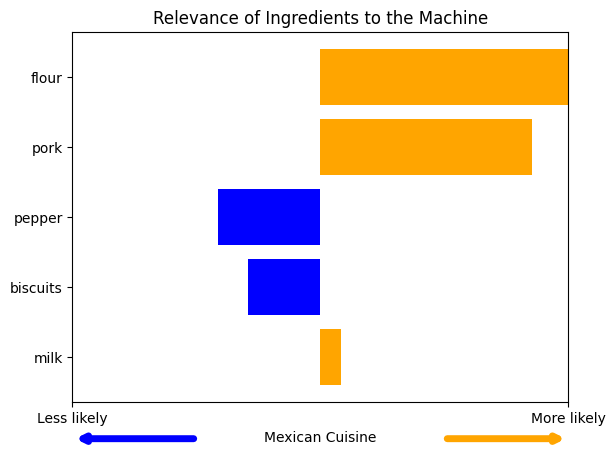 Relevance of Ingredients to the Machine
flour
pork
pepper
biscuits
milk
Less likely
More likely
Mexican Cuisine